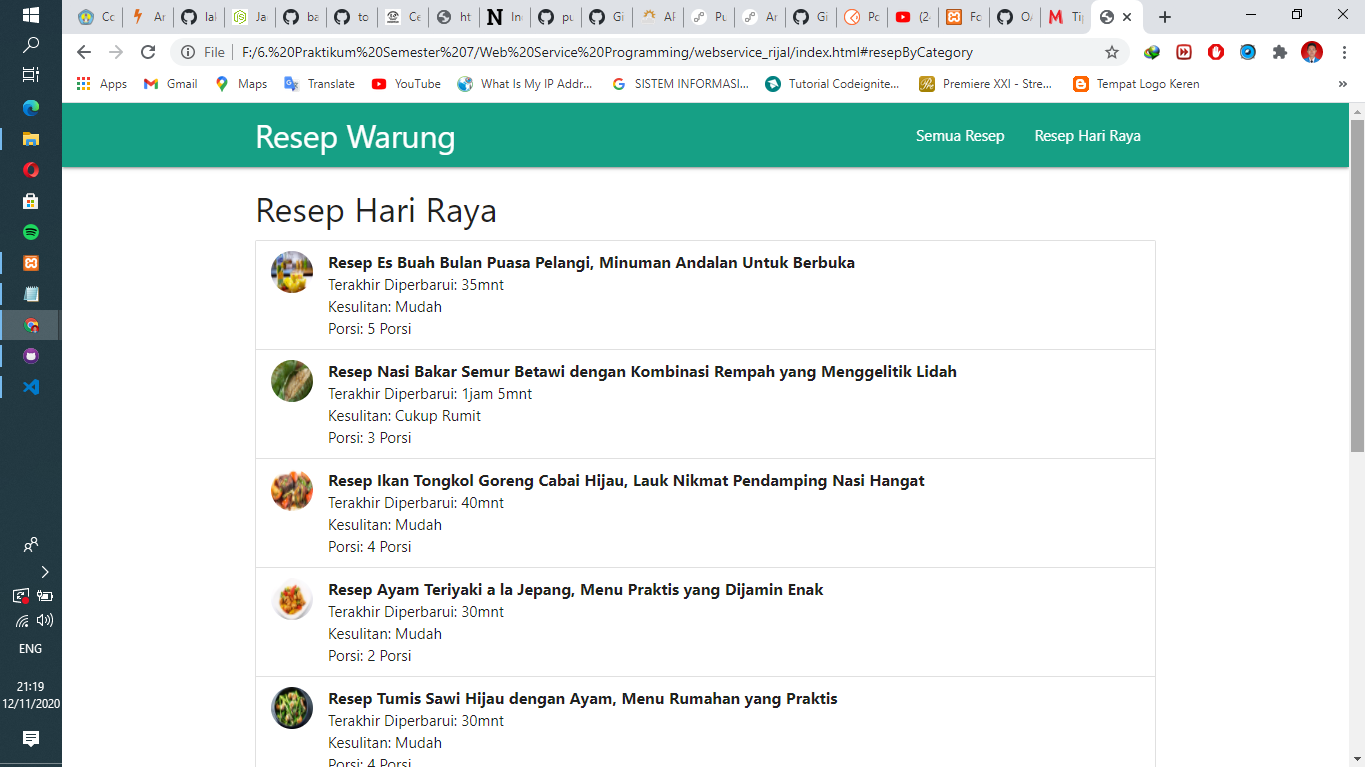 Cc
Ar
lal
Ja
ba
to
Ce
ht
In
pu
Gi
AF
Pu
Ar
Gi
Pc
(2
Fc
OA
Tip
File
F:/6.%20Praktikum%20Semester%207/Web%20Service%20Programming/webservice_rijal/index.html#resepByCategory
Apps
Gmail
Maps
Translate
YouTube
What Is My IP Addr...
SISTEM INFORMASI...
Tutorial Codeignite...
Premiere XXI - Stre...
Tempat Logo Keren
Resep Warung
Semua Resep
Resep Hari Raya
Resep Hari Raya
Resep Es Buah Bulan Puasa Pelangi, Minuman Andalan Untuk Berbuka
Terakhir Diperbarui: 35mnt
Kesulitan: Mudah
Porsi: 5 Porsi
Resep Nasi Bakar Semur Betawi dengan Kombinasi Rempah yang Menggelitik Lidah
Terakhir Diperbarui: 1jam 5mnt
Kesulitan: Cukup Rumit
Porsi: 3 Porsi
Resep Ikan Tongkol Goreng Cabai Hijau, Lauk Nikmat Pendamping Nasi Hangat
Terakhir Diperbarui: 40mnt
Kesulitan: Mudah
Porsi: 4 Porsi
Resep Ayam Teriyaki a la Jepang, Menu Praktis yang Dijamin Enak
Terakhir Diperbarui: 30mnt
Kesulitan: Mudah
Porsi: 2 Porsi
Resep Tumis Sawi Hijau dengan Ayam, Menu Rumahan yang Praktis
Terakhir Diperbarui: 30mnt
Kesulitan: Mudah
Porsi: 4 Porsi
ENG
21:19
12/11/2020